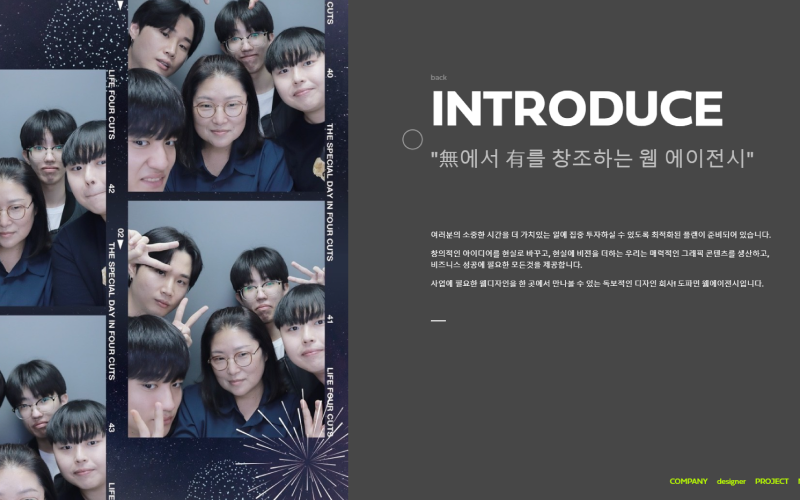 CUTS
40
THE SPECIAL DAY IN FOUR CUTS
41
LIFE FOUR CUTS
LIFE FOUR CUTS
42
02
THE SPECIAL DAY IN FOUR CUTS
43
LIFE
back
INTRODUCE
"無에서 有를 창조하는 웹 에이전시"
여러분의 소중한 시간을 더 가치있는 일에 집중 투자하실 수 있도록 최적화된 플랜이 준비되어 있습니다.
창의적인 아이디어를 현실로 바꾸고, 현실에 비전을 더하는 우리는 매력적인 그래픽 콘텐츠를 생산하고,
비즈니스 성공에 필요한 모든것을 제공합니다.
사업에 필요한 웹디자인을 한 곳에서 만나볼 수 있는 독보적인 디자인 회사! 도파민 웹에이전시입니다.
COMPANY designer PROJECT